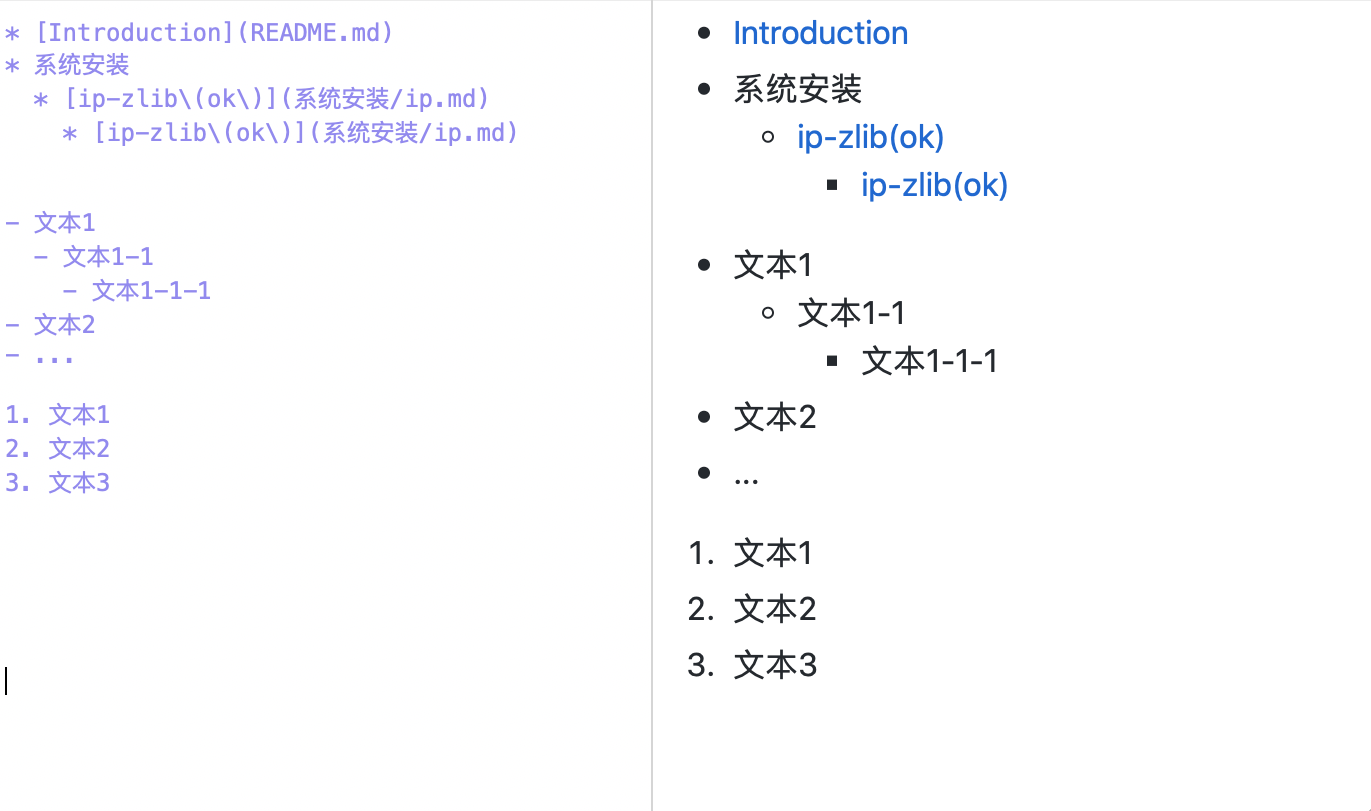 * [Introduction](README.md)
* 系统安装
  * [ip-zlib\(ok\)](系统安装/ip.md)
    * [ip-zlib\(ok\)](系统安装/ip.md)
- 文本1
  - 文本1-1
    - 文本1-1-1
- 文本2
- ...
1. 文本1
2. 文本2
3. 文本3
• Introduction
• 系统安装
◦ ip-zlib(ok)
▪ ip-zlib(ok)
• 文本1
◦ 文本1-1
▪ 文本1-1-1
• 文本2
• ...
1. 文本1
2. 文本2
3. 文本3